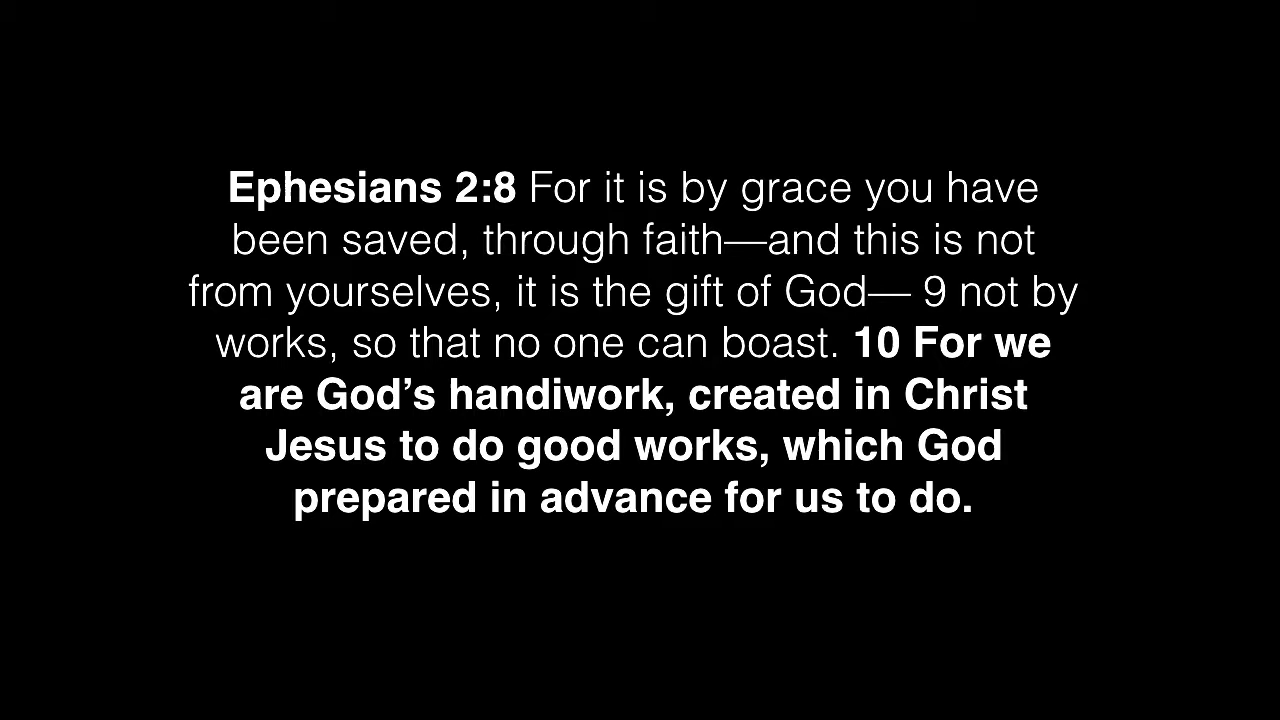 Ephesians 2:8 For it is by grace you have
been saved, through faith—and this is not
from yourselves, it is the gift of God— 9 not by
works, so that no one can boast. 10 For we
are God’s handiwork, created in Christ
Jesus to do good works, which God
prepared in advance for us to do.